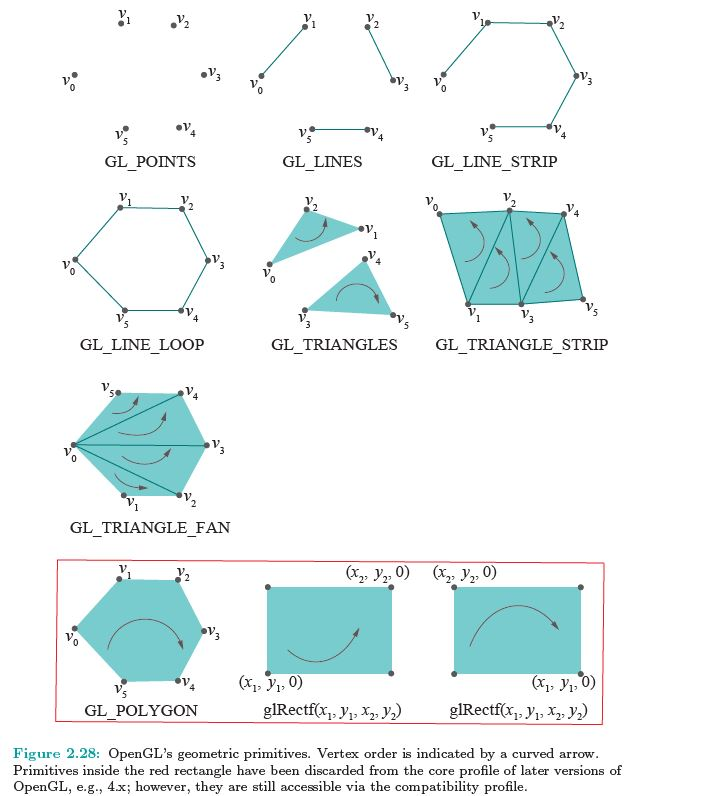 v1 v2 v1 v2 v1 v2
v0 v3 v0 v3 v0 v3
v5 v4 v5 v4 v5 v4
GL_POINTS GL_LINES GL_LINE_STRIP
v1 v2 v2 v1 v0 v2 v4
v0 v3 v0 v4
v5 v4 v3 v5 v1 v3 v5
GL_LINE_LOOP GL_TRIANGLES GL_TRIANGLE_STRIP
v5 v4
v0 v3
v1 v2
GL_TRIANGLE_FAN
v1 v2 (x2, y2, 0) (x2, y2, 0)
v0 v3
v5 v4 (x1, y1, 0) (x1, y1, 0)
GL_POLYGON glRectf(x1, y1, x2, y2) glRectf(x1, y1, x2, y2)
Figure 2.28: OpenGL's geometric primitives. Vertex order is indicated by a curved arrow.
Primitives inside the red rectangle have been discarded from the core profile of later versions of
OpenGL, e.g., 4.x; however, they are still accessible via the compatibility profile.